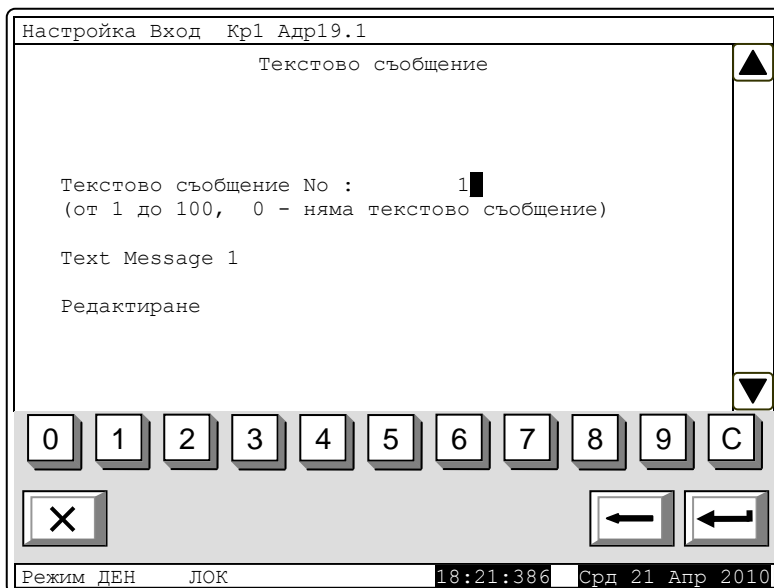 Настройка Вход Кр1 Адр19.1
Текстово съобщение
Текстово съобщение No : 1
(от 1 до 100, 0 - няма текстово съобщение)
Text Message 1
Редактиране
0 1 2 3 4 5 6 7 8 9 C
Режим ДЕН ЛОК 18:21:386 Срд 21 Апр 2010